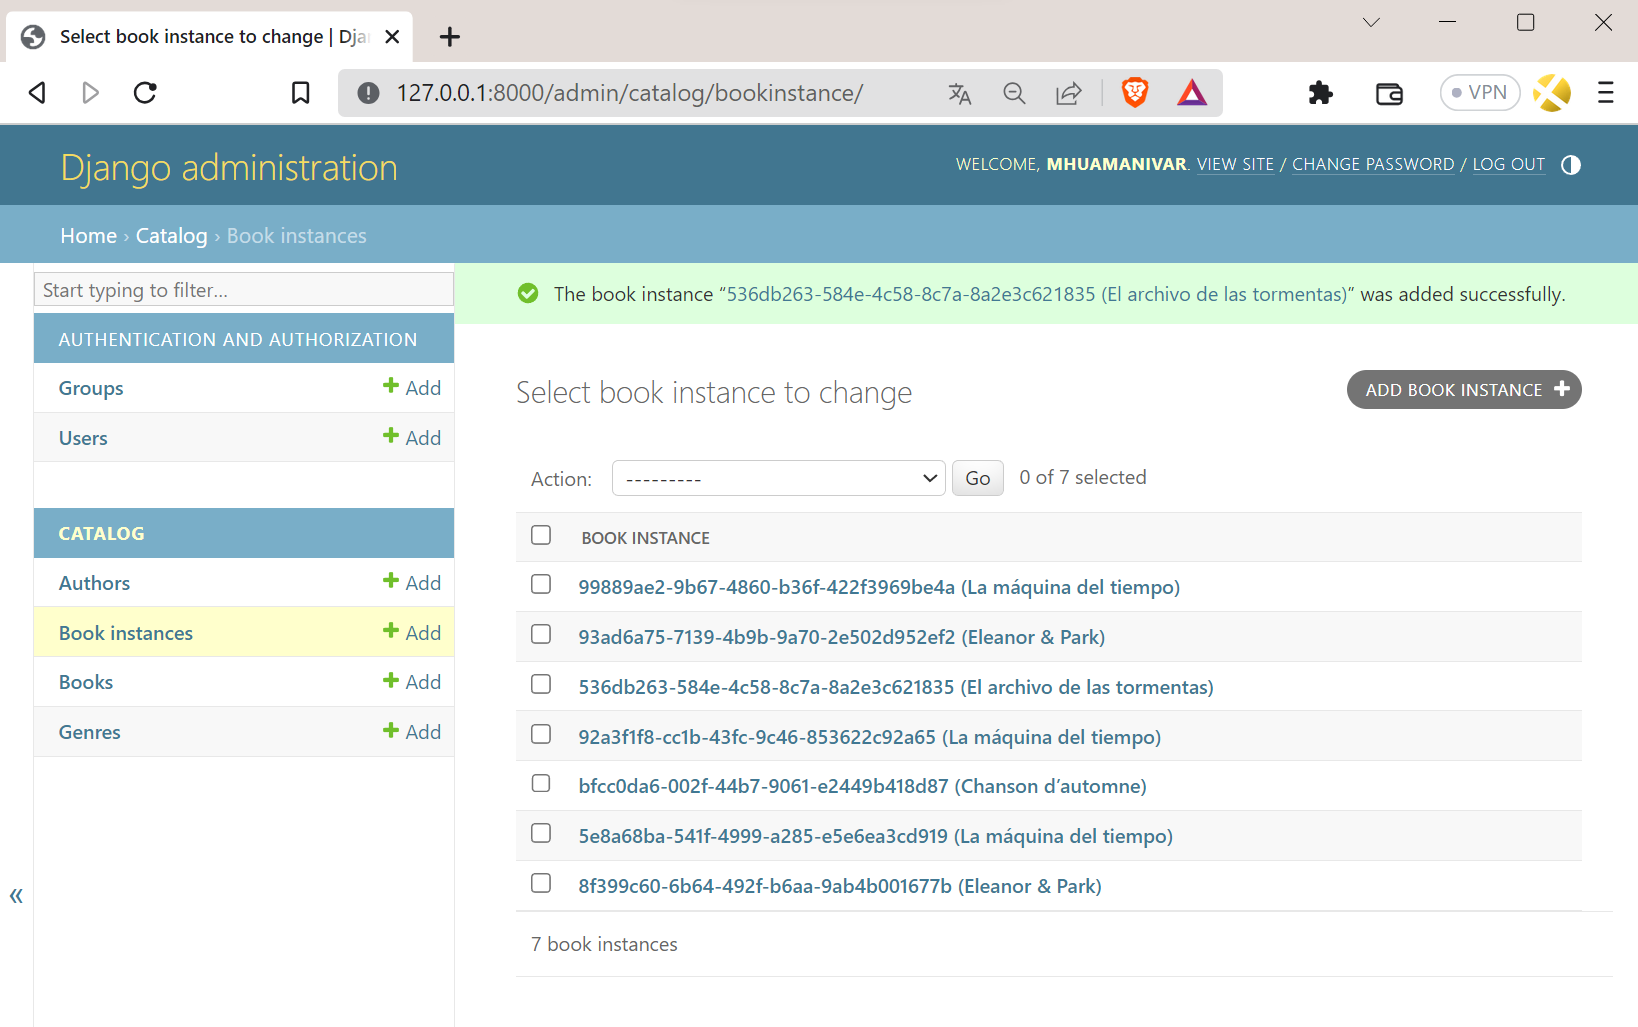 Select book instance to change | Dja
127.0.0.1:8000/admin/catalog/bookinstance/
VPN
Django administration
WELCOME, MHUAMANIVAR. VIEW SITE / CHANGE PASSWORD / LOG OUT
Home › Catalog › Book instances
Start typing to filter...
AUTHENTICATION AND AUTHORIZATION
Groups + Add
Users + Add
CATALOG
Authors + Add
Book instances + Add
Books + Add
Genres + Add
«
The book instance “536db263-584e-4c58-8c7a-8a2e3c621835 (El archivo de las tormentas)” was added successfully.
Select book instance to change
ADD BOOK INSTANCE +
Action: --------- Go 0 of 7 selected
BOOK INSTANCE
99889ae2-9b67-4860-b36f-422f3969be4a (La máquina del tiempo)
93ad6a75-7139-4b9b-9a70-2e502d952ef2 (Eleanor & Park)
536db263-584e-4c58-8c7a-8a2e3c621835 (El archivo de las tormentas)
92a3f1f8-cc1b-43fc-9c46-853622c92a65 (La máquina del tiempo)
bfcc0da6-002f-44b7-9061-e2449b418d87 (Chanson d’automne)
5e8a68ba-541f-4999-a285-e5e6ea3cd919 (La máquina del tiempo)
8f399c60-6b64-492f-b6aa-9ab4b001677b (Eleanor & Park)
7 book instances